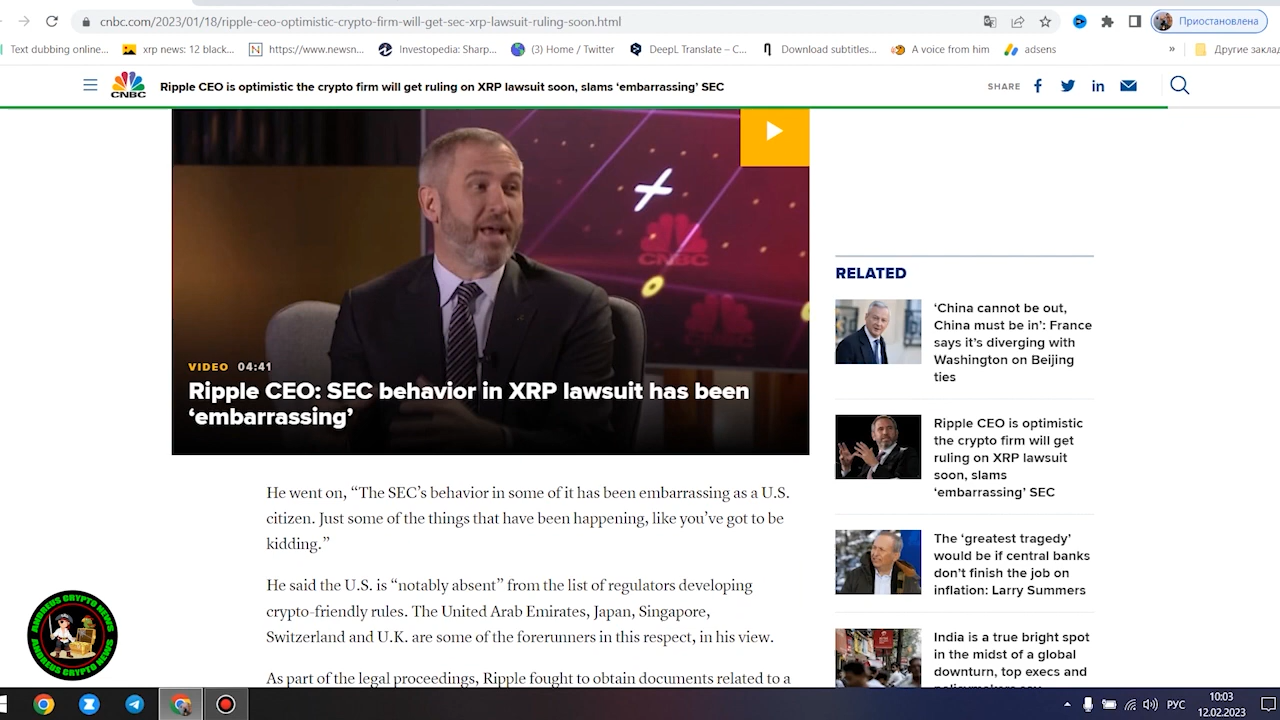 cnbc.com/2023/01/18/ripple-ceo-optimistic-crypto-firm-will-get-sec-xrp-lawsuit-ruling-soon.html
Приостановлена
Text dubbing online...
xrp news: 12 black...
https://www.newsn...
Investopedia: Sharp...
(3) Home / Twitter
DeepL Translate – C...
Download subtitles...
A voice from him
adsens
»
Другие закла
CNBC
Ripple CEO is optimistic the crypto firm will get ruling on XRP lawsuit soon, slams ‘embarrassing’ SEC
SHARE
CNBC
VIDEO 04:41
Ripple CEO: SEC behavior in XRP lawsuit has been
‘embarrassing’
He went on, “The SEC’s behavior in some of it has been embarrassing as a U.S.
citizen. Just some of the things that have been happening, like you’ve got to be
kidding.”
He said the U.S. is “notably absent” from the list of regulators developing
crypto-friendly rules. The United Arab Emirates, Japan, Singapore,
Switzerland and U.K. are some of the forerunners in this respect, in his view.
As part of the legal proceedings, Ripple fought to obtain documents related to a
RELATED
‘China cannot be out,
China must be in’: France
says it’s diverging with
Washington on Beijing
ties
Ripple CEO is optimistic
the crypto firm will get
ruling on XRP lawsuit
soon, slams
‘embarrassing’ SEC
The ‘greatest tragedy’
would be if central banks
don’t finish the job on
inflation: Larry Summers
India is a true bright spot
in the midst of a global
downturn, top execs and
policymakers say
ANDREUS CRYPTO NEWS
ANDREUS CRYPTO NEWS
РУС
10:03
12.02.2023